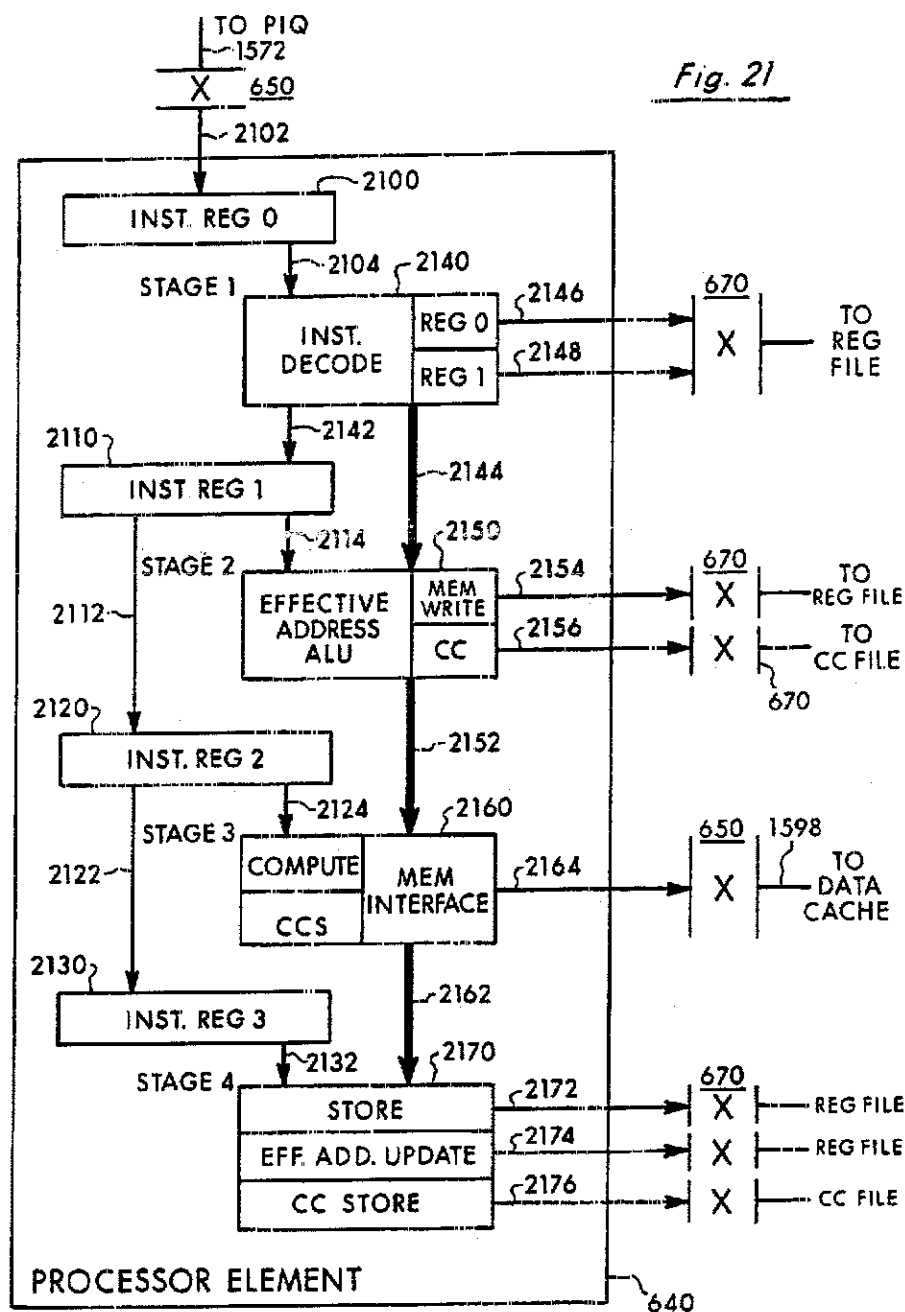 TO PIQ
1572
X 650
Fig. 21
2102
2100
INST. REG 0
2104
2140
STAGE 1
INST. DECODE
REG 0
2146
670
X
TO REG FILE
REG 1
2148
2142
2110
INST REG 1
2144
2114
2150
STAGE 2
2112
EFFECTIVE ADDRESS ALU
MEM WRITE
2154
670
X
TO REG FILE
CC
2156
X
TO CC FILE
670
2120
INST. REG 2
2152
2124
2160
STAGE 3
2122
COMPUTE
CCS
MEM INTERFACE
2164
650
X
1598
TO DATA CACHE
2130
INST. REG 3
2162
2132
2170
STAGE 4
STORE
2172
670
X
REG FILE
EFF. ADD. UPDATE
2174
X
REG FILE
CC STORE
2176
X
CC FILE
PROCESSOR ELEMENT
640